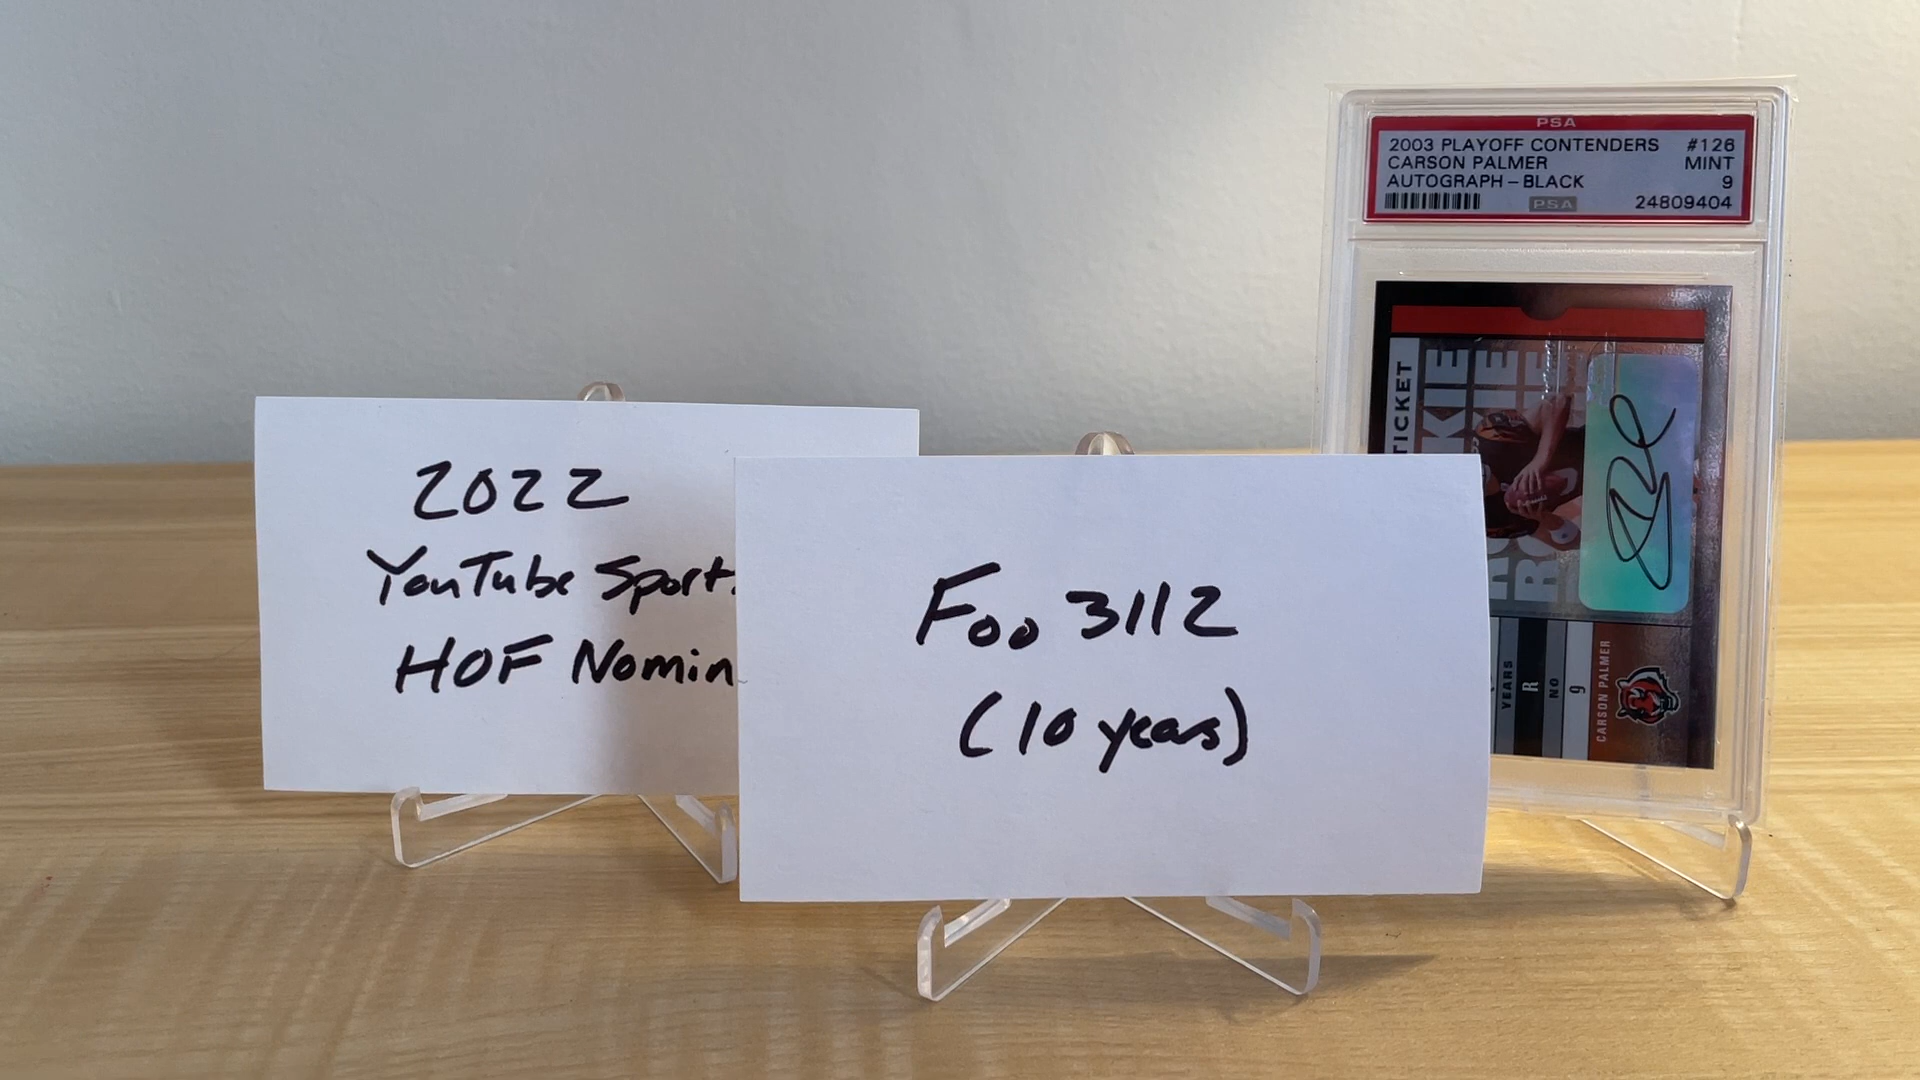 2022
YouTube Sport
HOF Nomin
Foo 3112
(10 years)
PSA
2003 PLAYOFF CONTENDERS #126
CARSON PALMER MINT
AUTOGRAPH - BLACK 9
PSA 24809404
TICKET
YEARS
R
NO
9
CARSON PALMER